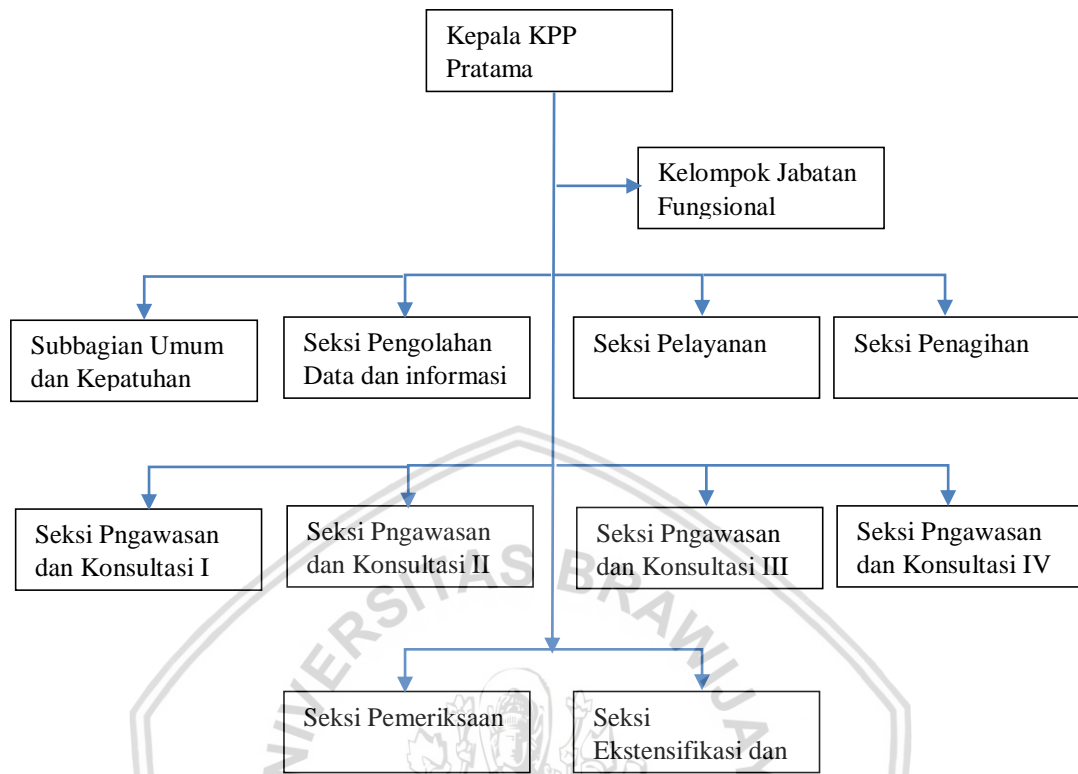 Kepala KPP
Pratama
Kelompok Jabatan
Fungsional
Subbagian Umum
dan Kepatuhan
Seksi Pengolahan
Data dan informasi
Seksi Pelayanan
Seksi Penagihan
Seksi Pngawasan
dan Konsultasi I
Seksi Pngawasan
dan Konsultasi II
Seksi Pngawasan
dan Konsultasi III
Seksi Pngawasan
dan Konsultasi IV
UNIVERSITAS BRAWIJAYA
Seksi Pemeriksaan
Seksi
Ekstensifikasi dan